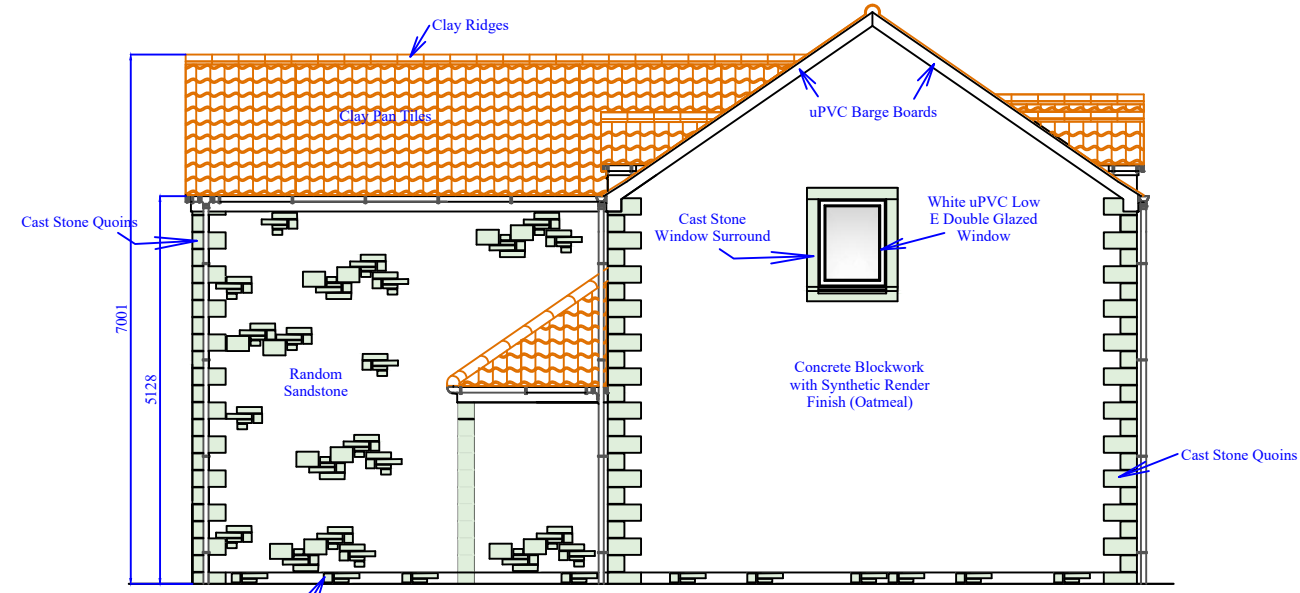 Clay Ridges
Clay Pan Tiles
uPVC Barge Boards
Cast Stone Quoins
Cast Stone
Window Surround
White uPVC Low
E Double Glazed
Window
7001
5128
Random
Sandstone
Concrete Blockwork
with Synthetic Render
Finish (Oatmeal)
Cast Stone Quoins